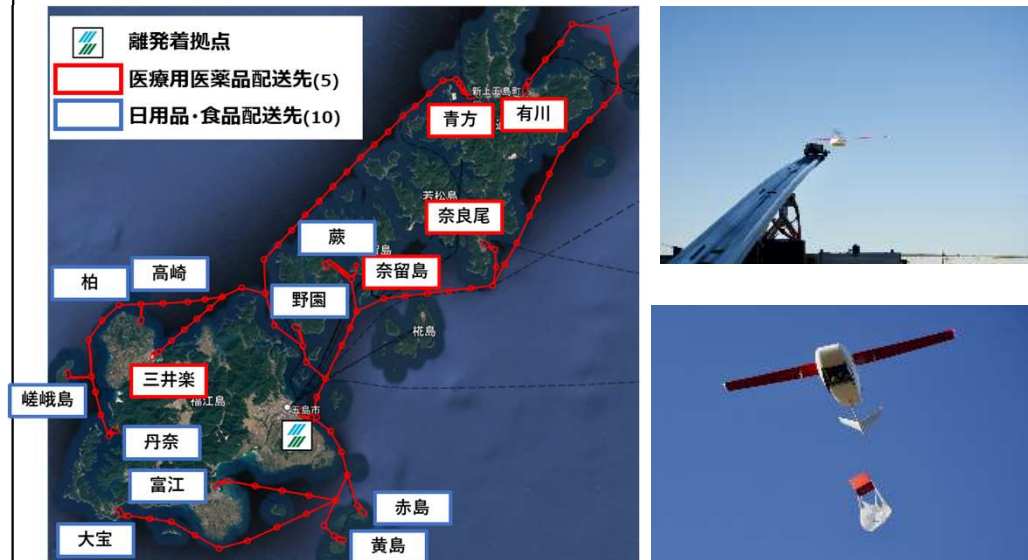 離発着拠点
医療用医薬品配送先(5)
日用品・食品配送先(10)
新上五島町
青方
有川
若松島
奈良尾
蕨
奈留島
高崎
柏
野園
椛島
三井楽
嵯峨島
福江島
五島市
丹奈
富江
赤島
大宝
黄島